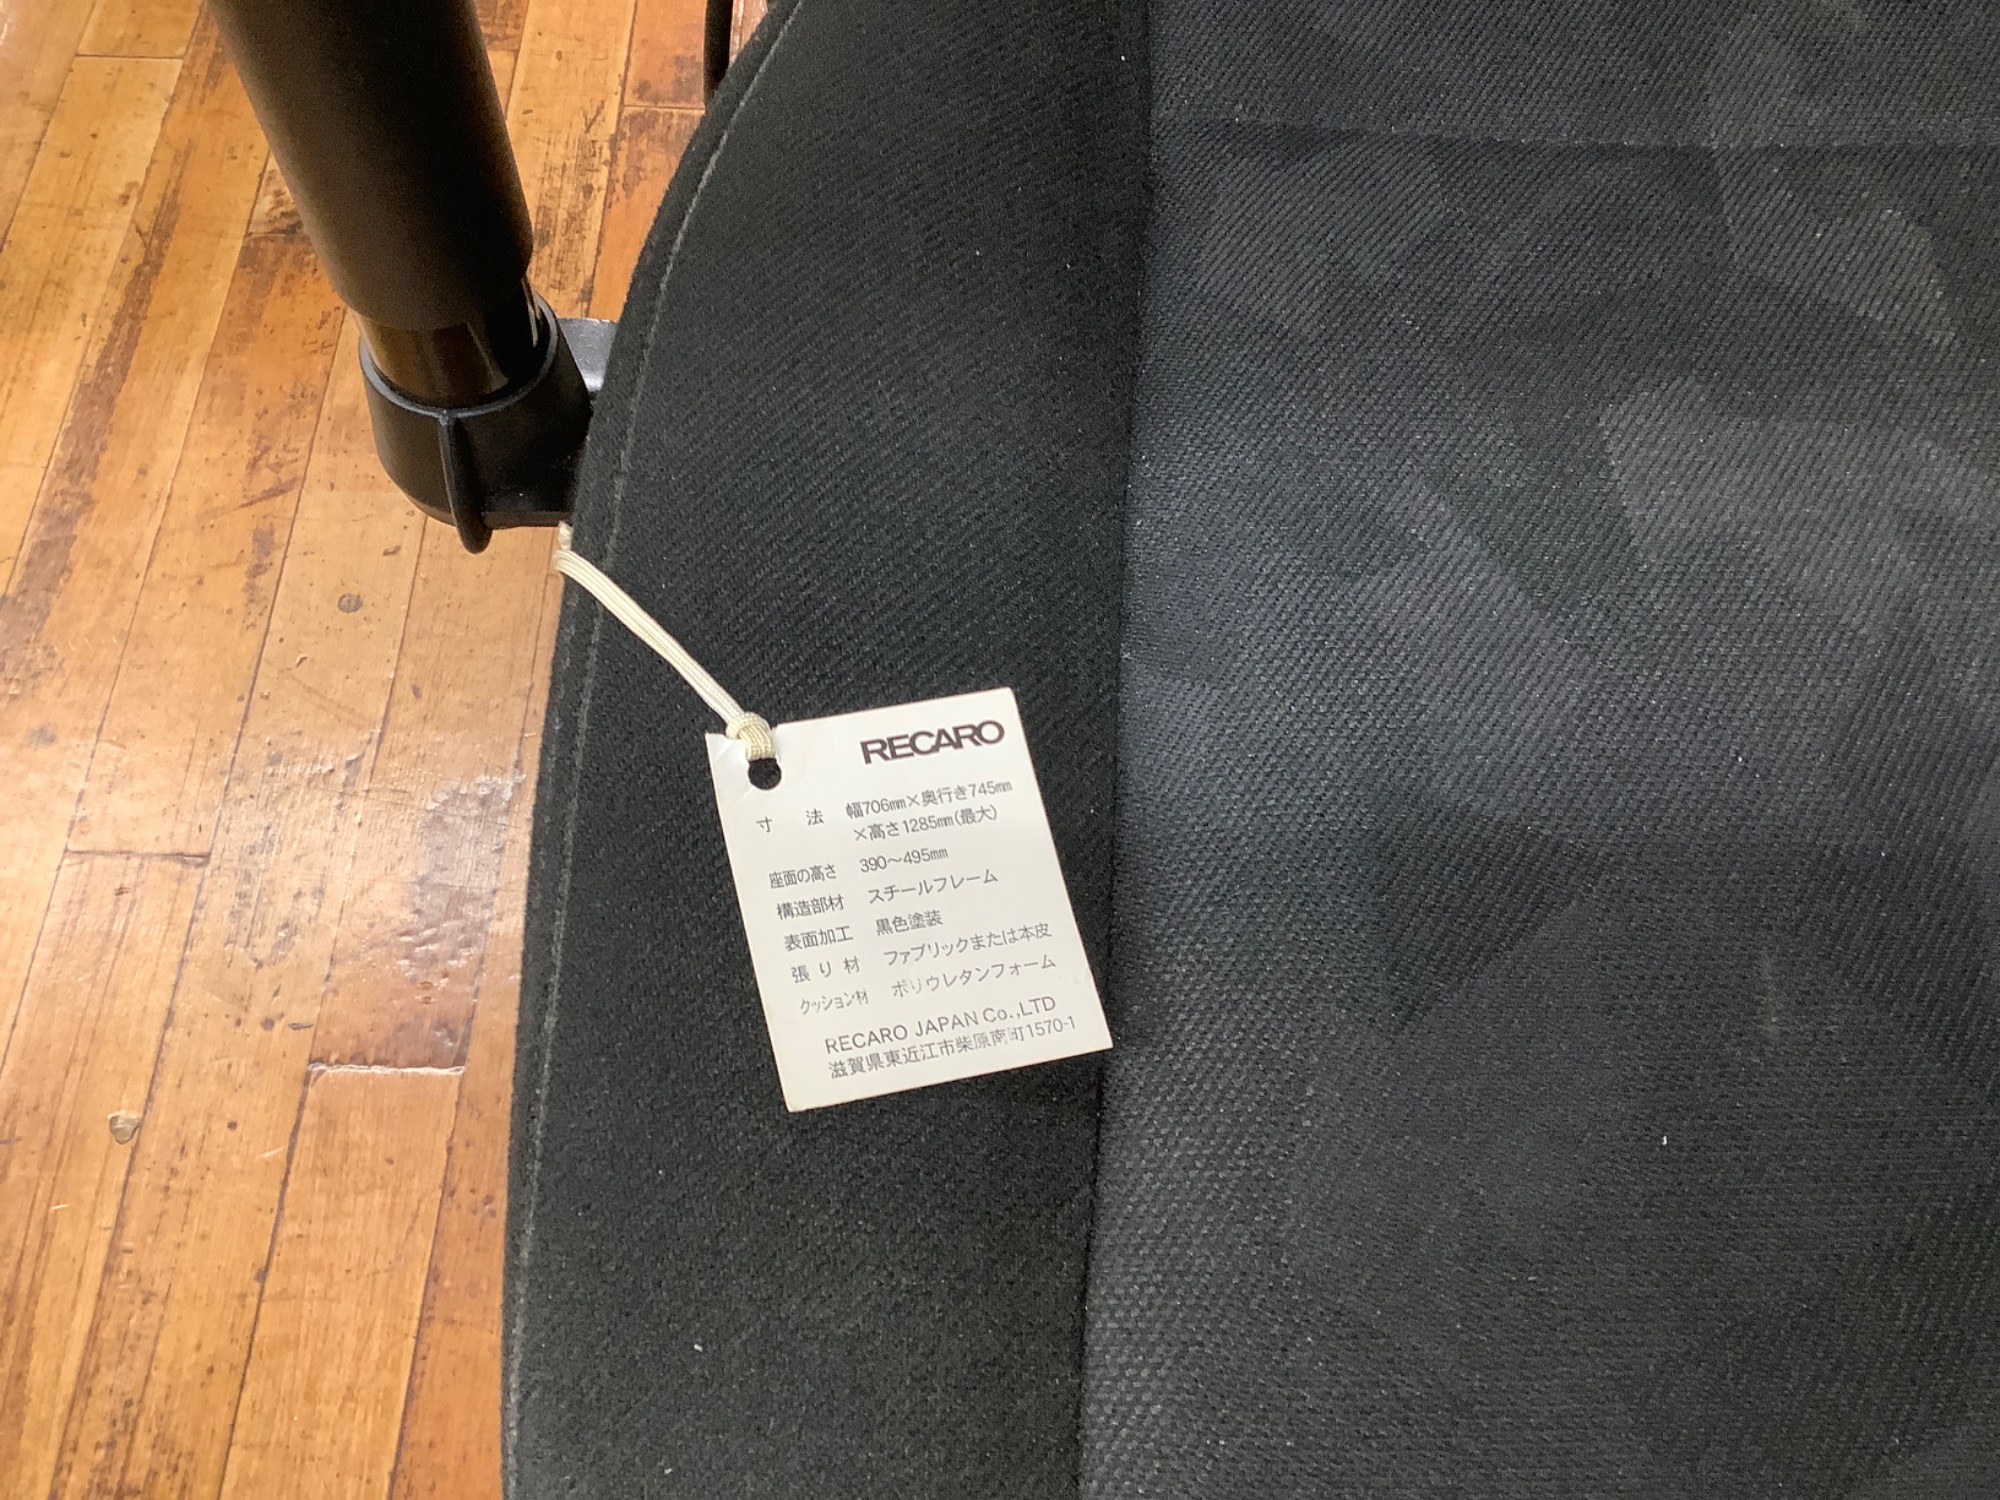 RECARO
寸　法　幅706㎜×奥行き745㎜
×高さ1285㎜(最大)
座面の高さ　390～495㎜
構造部材　スチールフレーム
表面加工　黒色塗装
張り材　ファブリックまたは本皮
クッション材　ポリウレタンフォーム
RECARO JAPAN Co.,LTD
滋賀県東近江市柴原南町1570-1